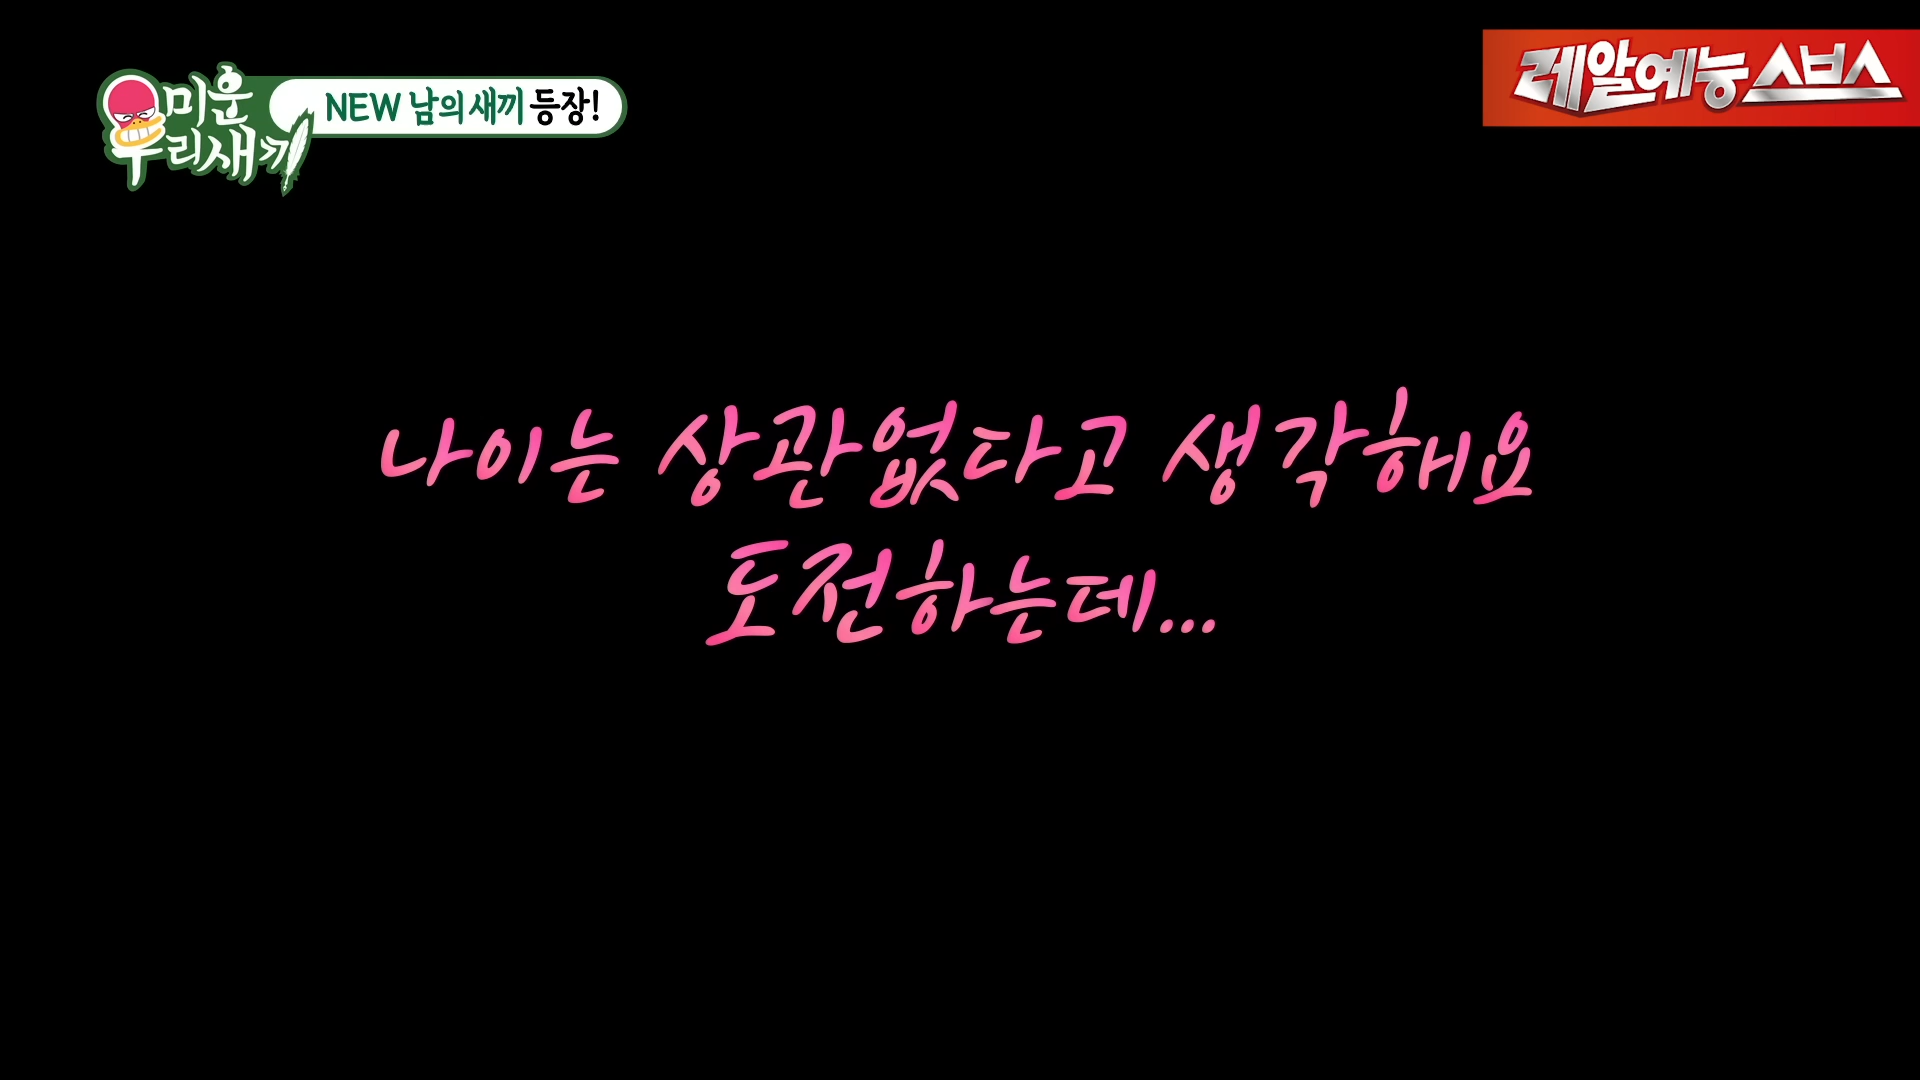 미운
우리새끼
NEW 남의 새끼 등장!
레알예능 스브스
나이는 상관없다고 생각해요
도전하는데...